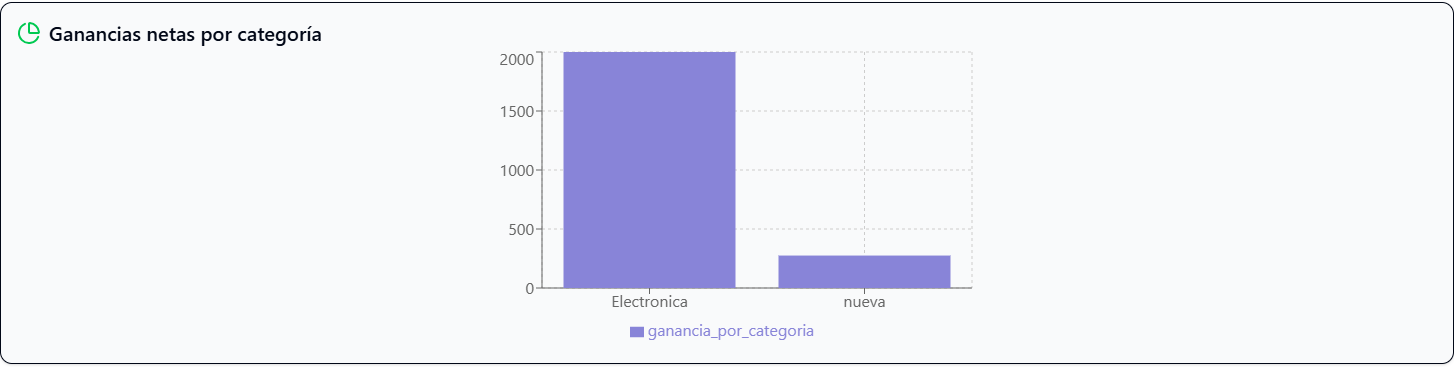 Ganancias netas por categoría
2000
1500
1000
500
0
Electronica nueva
ganancia_por_categoria